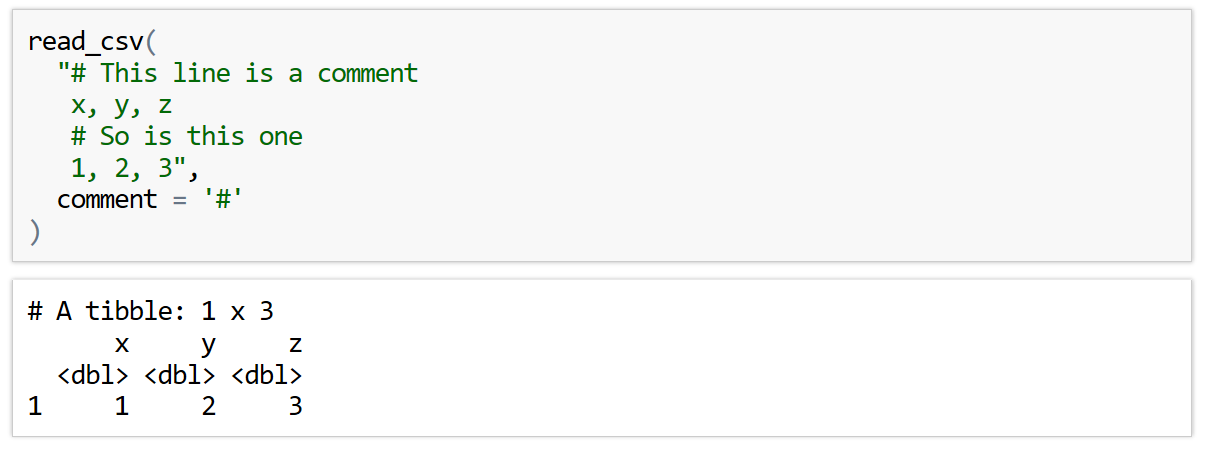 read_csv(
  "# This line is a comment
   x, y, z
   # So is this one
   1, 2, 3",
  comment = '#'
)
# A tibble: 1 x 3
      x     y     z
  <dbl> <dbl> <dbl>
1     1     2     3